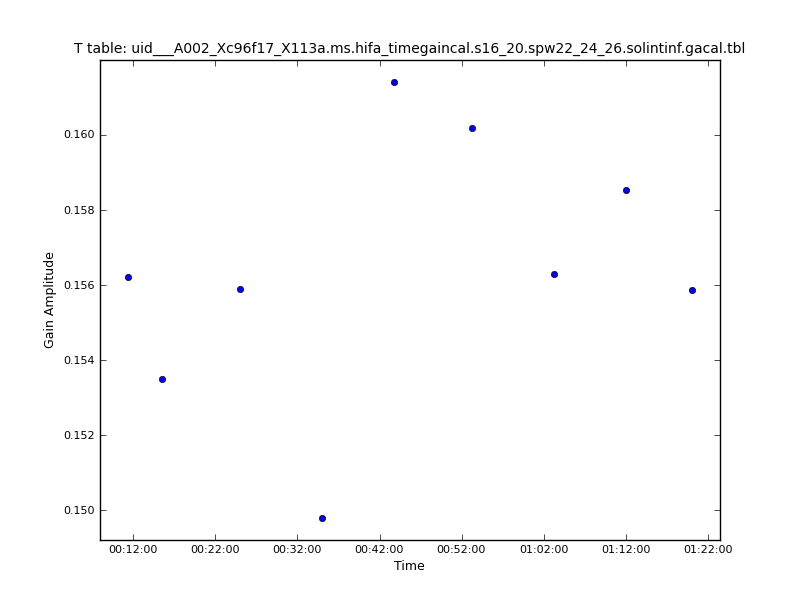 T table: uid___A002_Xc96f17_X113a.ms.hifa_timegaincal.s16_20.spw22_24_26.solintinf.gacal.tbl
0.160
0.158
0.156
0.154
0.152
0.150
Gain Amplitude
00:12:00 00:22:00 00:32:00 00:42:00 00:52:00 01:02:00 01:12:00 01:22:00
Time